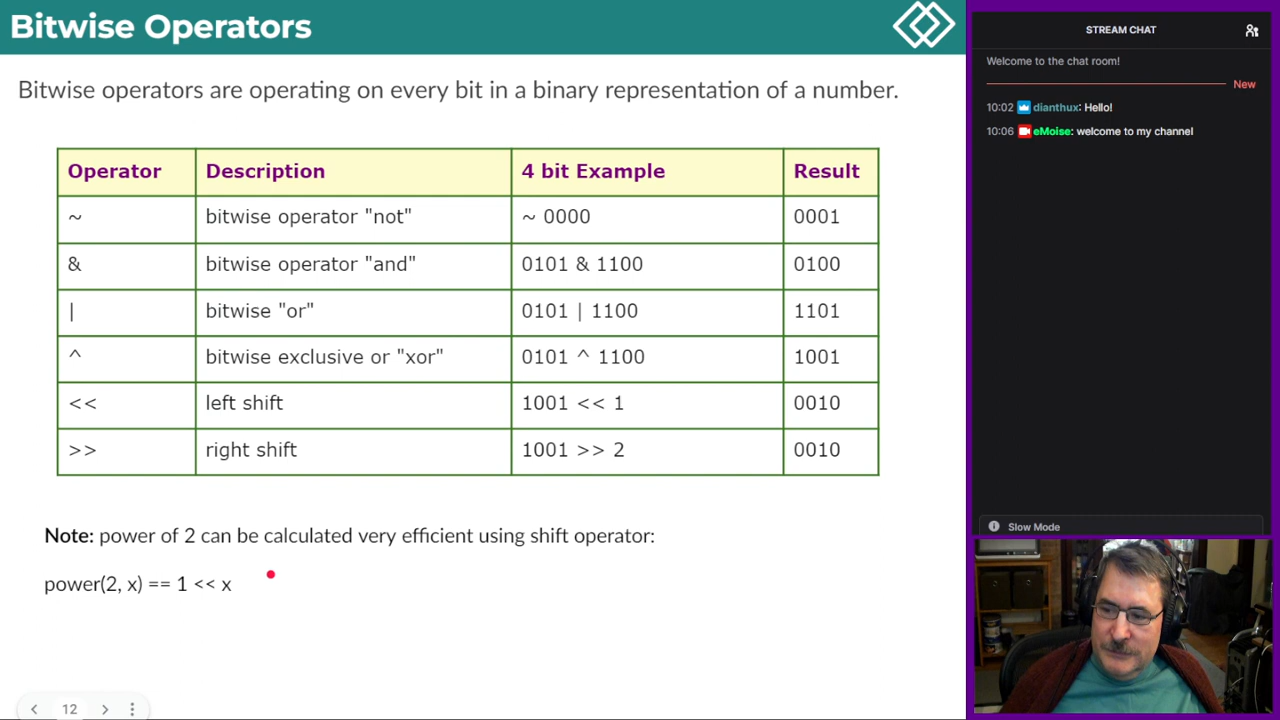 Bitwise Operators
Bitwise operators are operating on every bit in a binary representation of a number.
Operator Description 4 bit Example Result
~ bitwise operator "not" ~ 0000 0001
& bitwise operator "and" 0101 & 1100 0100
| bitwise "or" 0101 | 1100 1101
^ bitwise exclusive or "xor" 0101 ^ 1100 1001
<< left shift 1001 << 1 0010
>> right shift 1001 >> 2 0010
Note: power of 2 can be calculated very efficient using shift operator:
power(2, x) == 1 << x
12
STREAM CHAT
Welcome to the chat room!
New
10:02 dianthux: Hello!
10:06 eMoise: welcome to my channel
Slow Mode